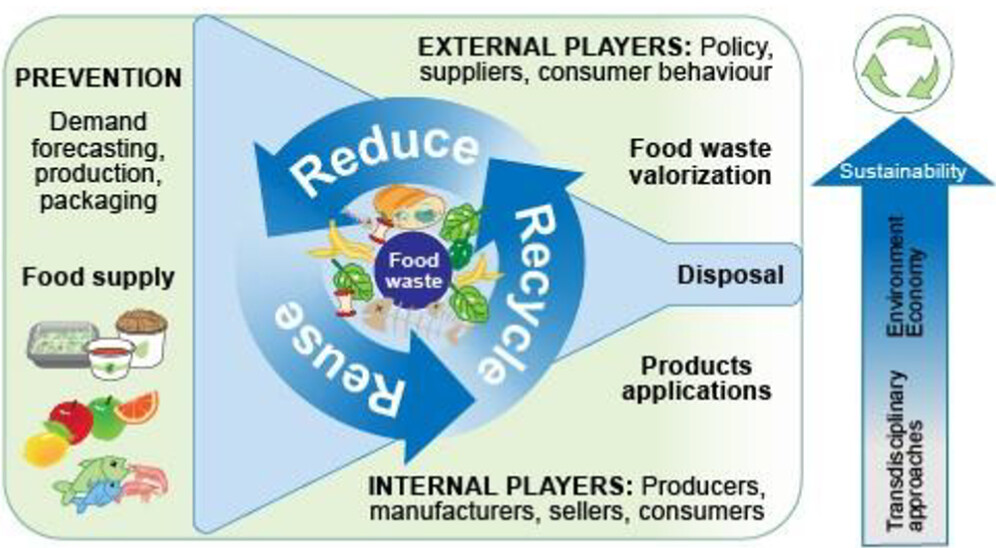 PREVENTION
Demand
forecasting,
production,
packaging
Food supply
EXTERNAL PLAYERS: Policy,
suppliers, consumer behaviour
Reduce
Recycle
Reuse
Food
waste
Food waste
valorization
Disposal
Products
applications
INTERNAL PLAYERS: Producers,
manufacturers, sellers, consumers
Sustainability
Environment
Economy
Transdisciplinary
approaches